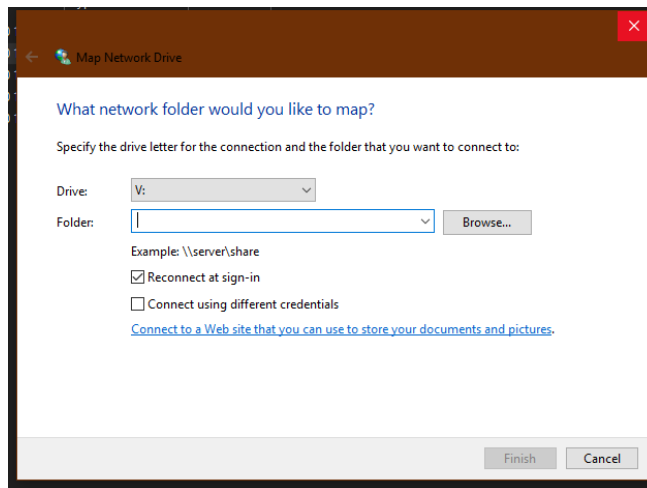 Map Network Drive
What network folder would you like to map?
Specify the drive letter for the connection and the folder that you want to connect to:
Drive: V:
Folder: Browse...
Example: \\server\share
Reconnect at sign-in
Connect using different credentials
Connect to a Web site that you can use to store your documents and pictures.
Finish Cancel